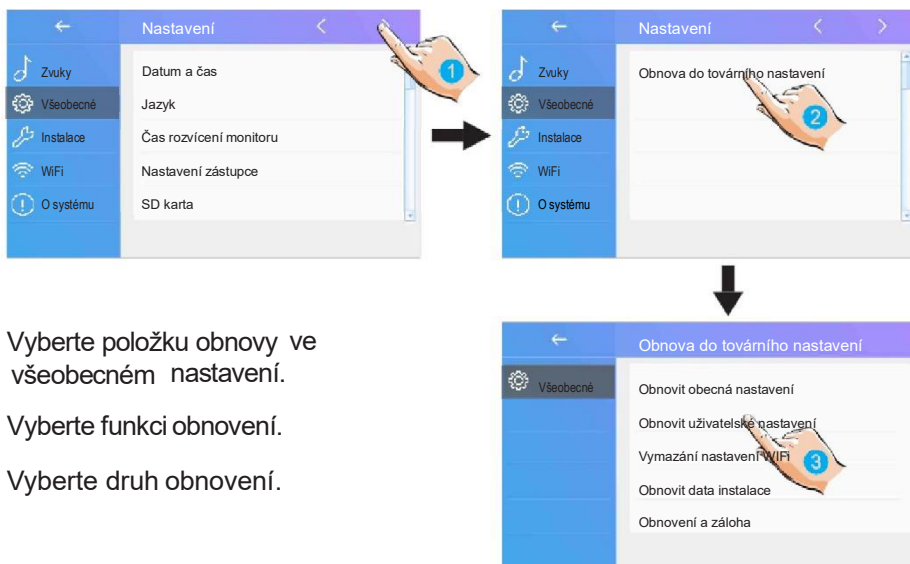 Nastavení
Zvuky
Všeobecné
Instalace
WiFi
O systému
Datum a čas
Jazyk
Čas rozvícení monitoru
Nastavení zástupce
SD karta
1
Nastavení
Zvuky
Všeobecné
Instalace
WiFi
O systému
Obnova do továrního nastavení
2
Vyberte položku obnovy ve
všeobecném nastavení.
Vyberte funkci obnovení.
Vyberte druh obnovení.
Obnova do továrního nastavení
Všeobecné
Obnovit obecná nastavení
Obnovit uživatelské nastavení
Vymazání nastavení WIFi
Obnovit data instalace
Obnovení a záloha
3